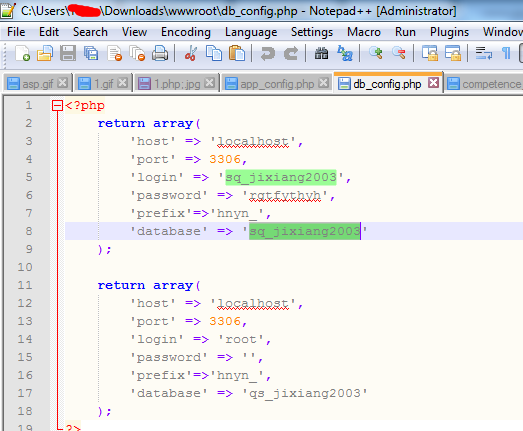 C:\Users\ \Downloads\wwwroot\db_config.php - Notepad++ [Administrator]
File Edit Search View Encoding Language Settings Macro Run Plugins Window
asp.gif 1.gif 1.php;.jpg app_config.php db_config.php competence
1 <?php
2 return array(
3 'host' => 'localhost',
4 'port' => 3306,
5 'login' => 'sq_jixiang2003',
6 'password' => 'rgtfythyh',
7 'prefix'=>'hnyn_',
8 'database' => 'sq_jixiang2003'
9 );
10
11 return array(
12 'host' => 'localhost',
13 'port' => 3306,
14 'login' => 'root',
15 'password' => '',
16 'prefix'=>'hnyn_',
17 'database' => 'qs_jixiang2003'
18 );
19 ?>